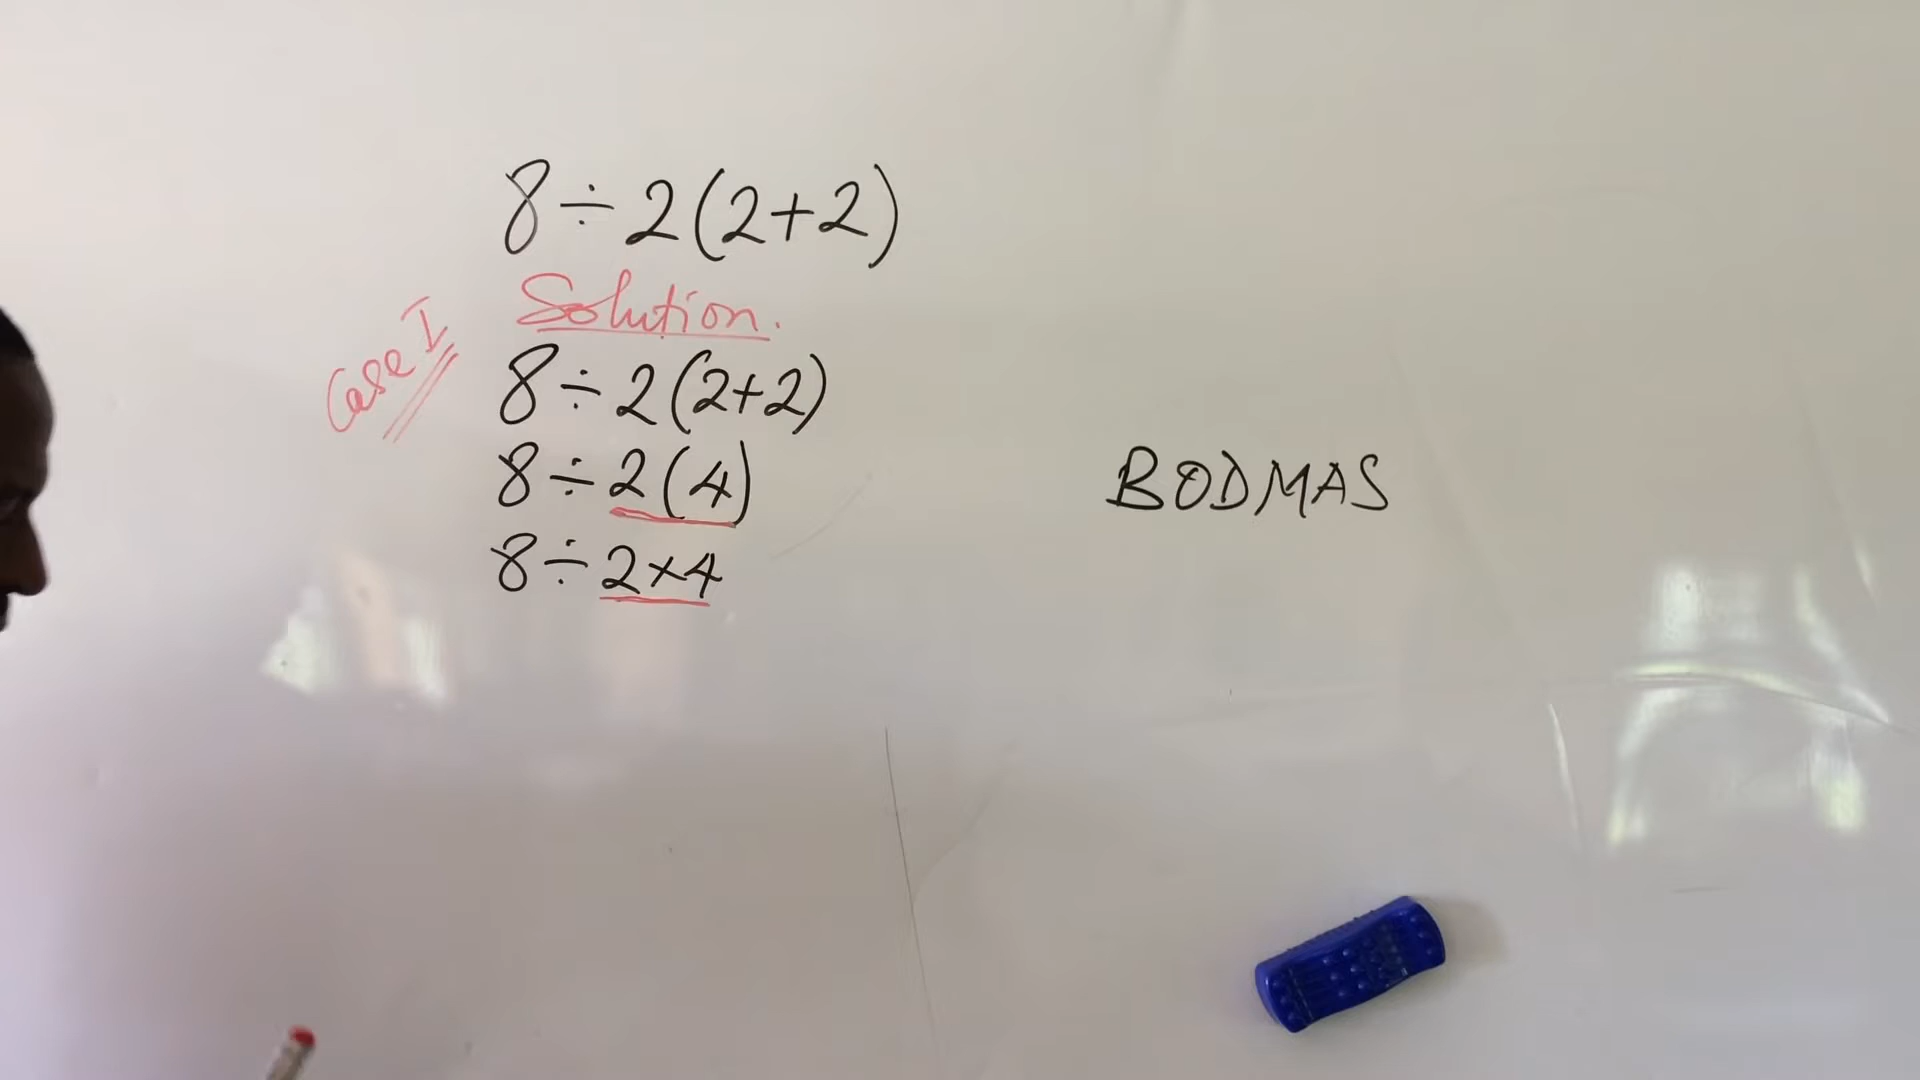 8 ÷ 2(2+2)
Solution.
Case I
8 ÷ 2(2+2)
8 ÷ 2(4)
8 ÷ 2×4
BODMAS